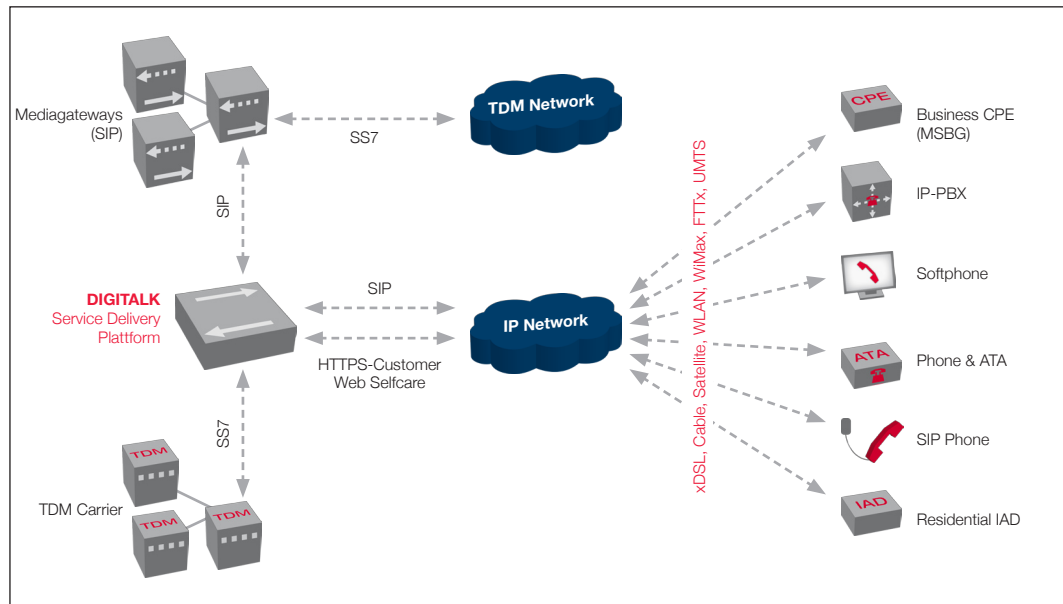 Mediagateways
(SIP)
SS7
TDM Network
SIP
DIGITALK
Service Delivery
Plattform
SIP
HTTPS-Customer
Web Selfcare
IP Network
SS7
TDM Carrier
TDM
TDM
TDM
xDSL, Cable, Satellite, WLAN, WiMax, FTTx, UMTS
CPE
Business CPE
(MSBG)
IP-PBX
Softphone
ATA
Phone & ATA
SIP Phone
IAD
Residential IAD